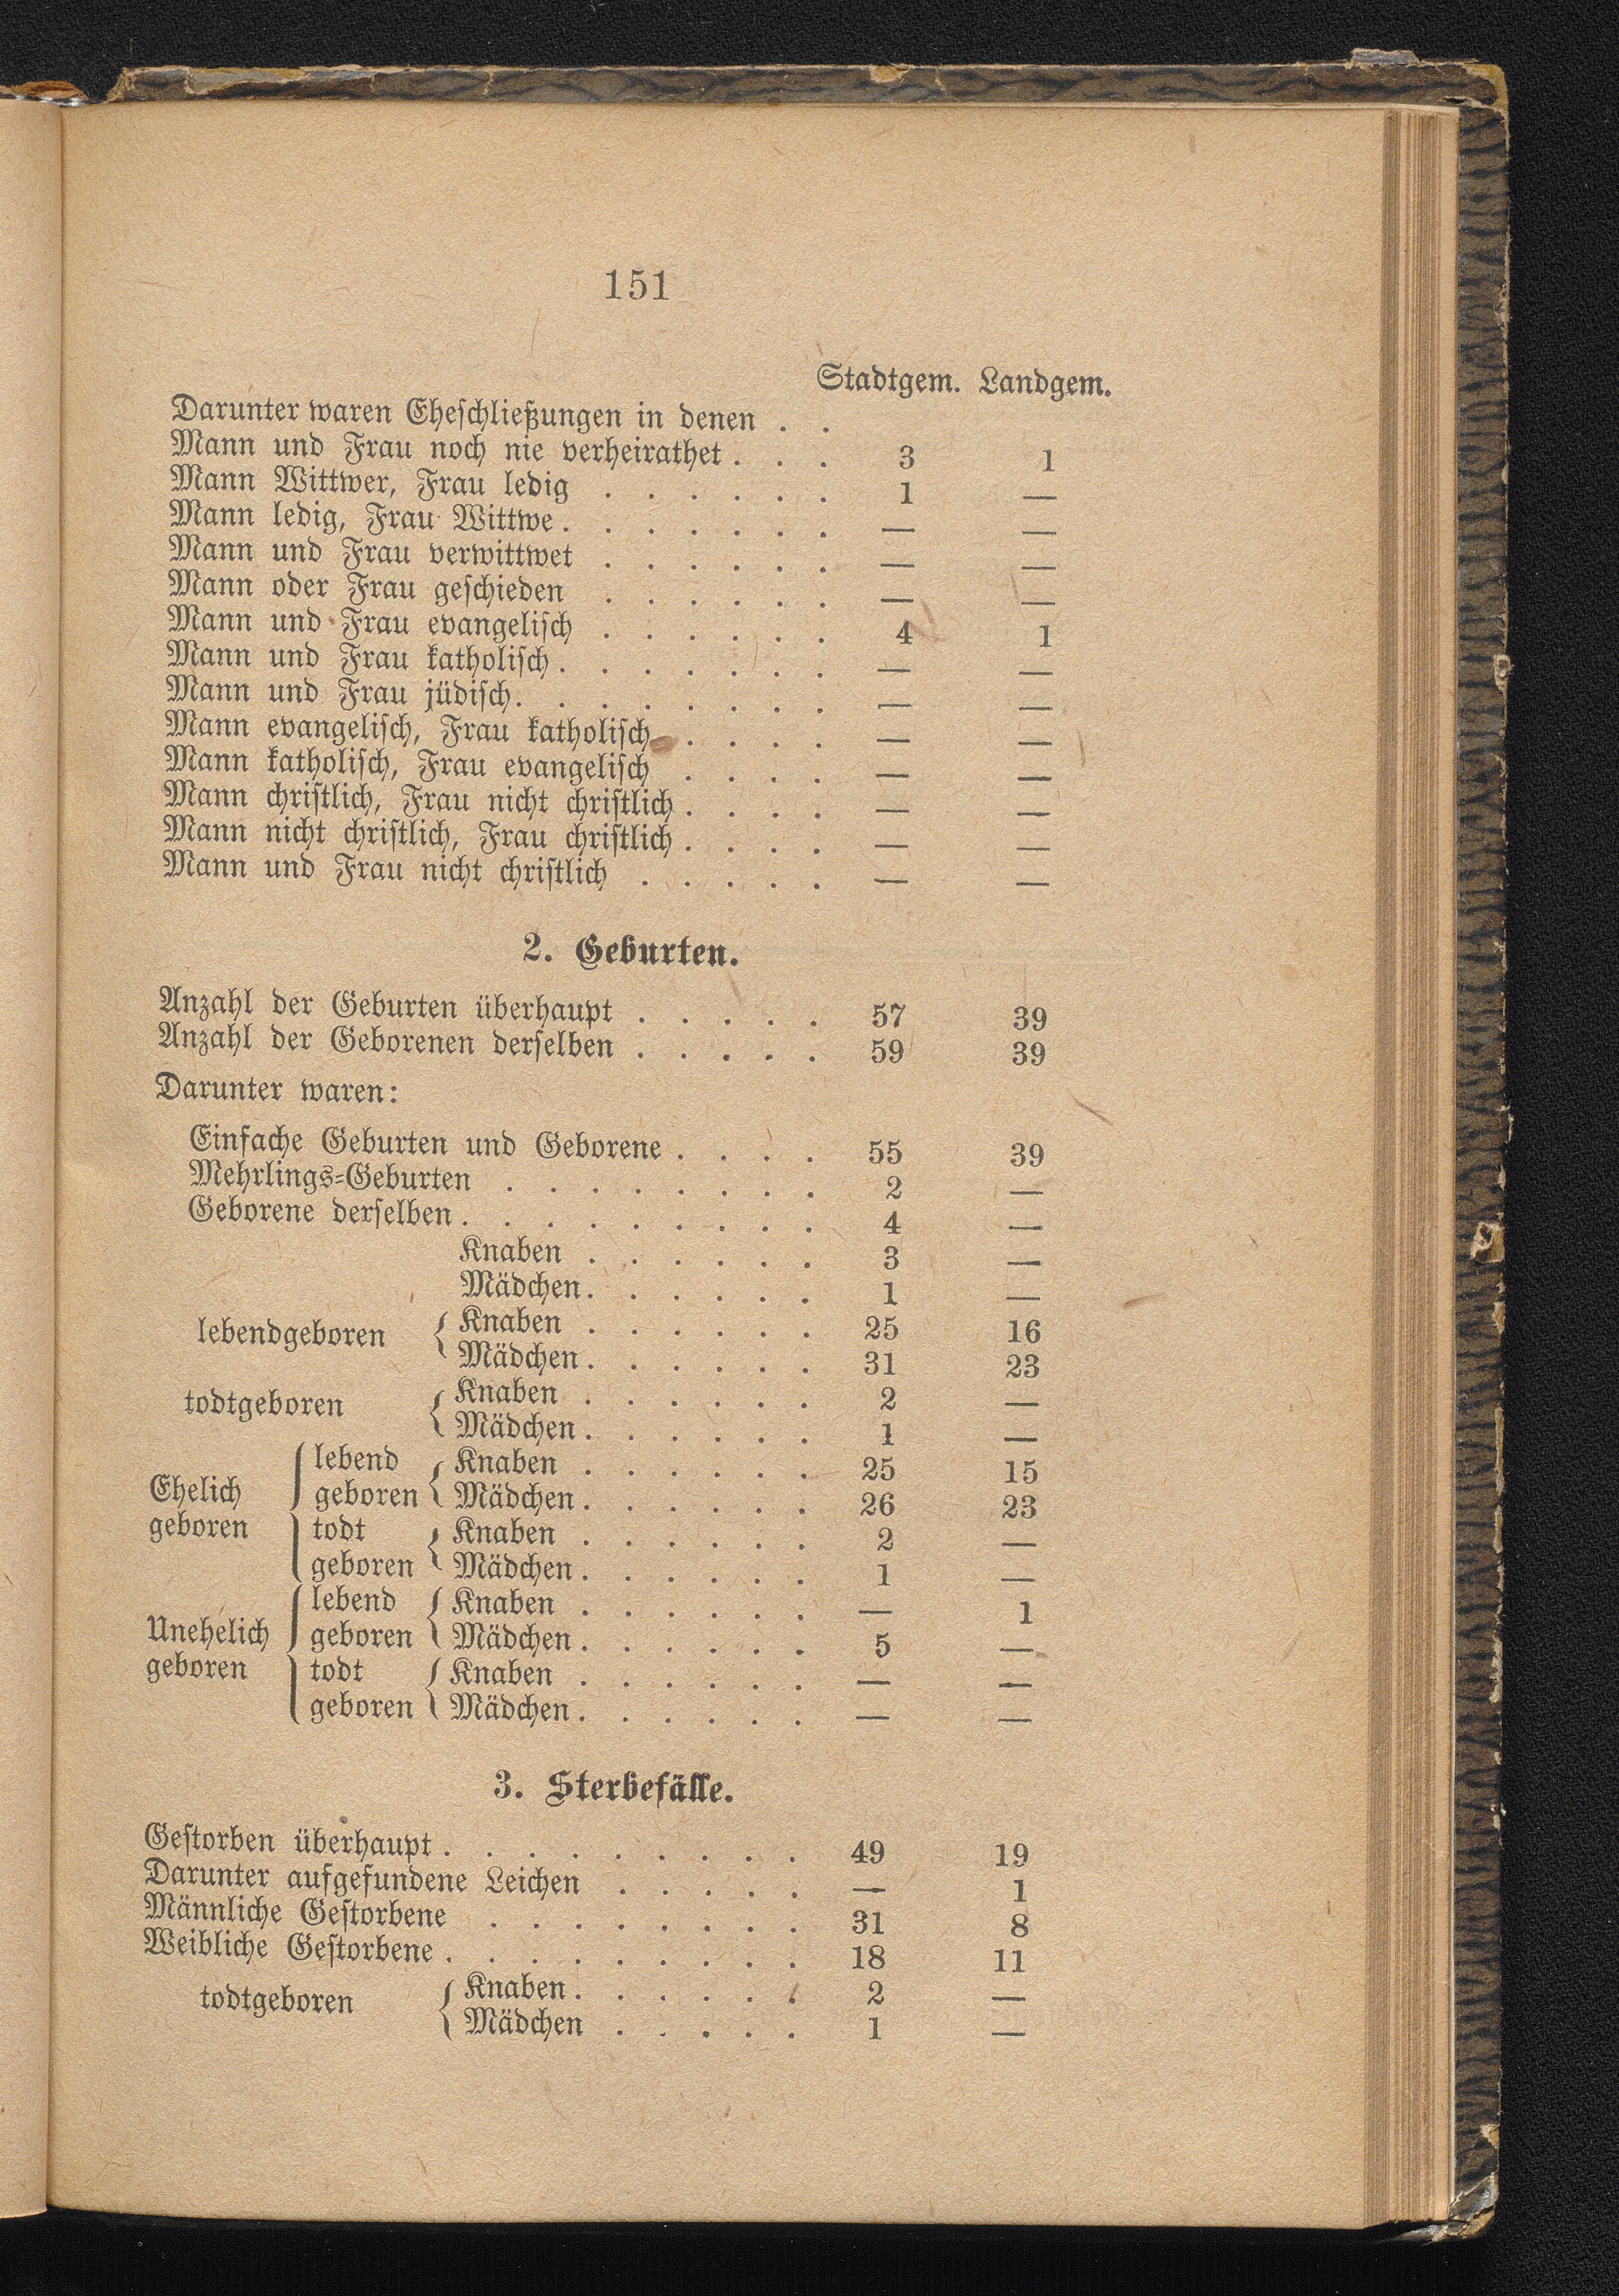 151
Stadtgem. Landgem.
Darunter waren Eheschließungen in denen . .
Mann und Frau noch nie verheirathet . . . 3 1
Mann Wittwer, Frau ledig . . . . . . 1 —
Mann ledig, Frau Wittwe . . . . . . . — —
Mann und Frau verwittwet . . . . . . — —
Mann oder Frau geschieden . . . . . . — —
Mann und Frau evangelisch . . . . . . 4 1
Mann und Frau katholisch . . . . . . . — —
Mann und Frau jüdisch . . . . . . . . — —
Mann evangelisch, Frau katholisch . . . . — —
Mann katholisch, Frau evangelisch . . . . — —
Mann christlich, Frau nicht christlich . . . . — —
Mann nicht christlich, Frau christlich . . . . — —
Mann und Frau nicht christlich . . . . . — —
2. Geburten.
Anzahl der Geburten überhaupt . . . . . 57 39
Anzahl der Geborenen derselben . . . . . 59 39
Darunter waren:
Einfache Geburten und Geborene . . . . 55 39
Mehrlings-Geburten . . . . . . . . 2 —
Geborene derselben . . . . . . . . . 4 —
Knaben . . . . . . 3 —
Mädchen . . . . . . 1 —
lebendgeboren { Knaben . . . . . . 25 16
Mädchen . . . . . . 31 23
todtgeboren { Knaben . . . . . . 2 —
Mädchen . . . . . . 1 —
Ehelich geboren { lebend geboren { Knaben . . . . . . 25 15
Mädchen . . . . . . 26 23
todt geboren { Knaben . . . . . . 2 —
Mädchen . . . . . . 1 —
Unehelich geboren { lebend geboren { Knaben . . . . . . — 1
Mädchen . . . . . . 5 —
todt geboren { Knaben . . . . . . — —
Mädchen . . . . . . — —
3. Sterbefälle.
Gestorben überhaupt . . . . . . . . . 49 19
Darunter aufgefundene Leichen . . . . . — 1
Männliche Gestorbene . . . . . . . . 31 8
Weibliche Gestorbene . . . . . . . . . 18 11
todtgeboren { Knaben . . . . . . 2 —
Mädchen . . . . . 1 —